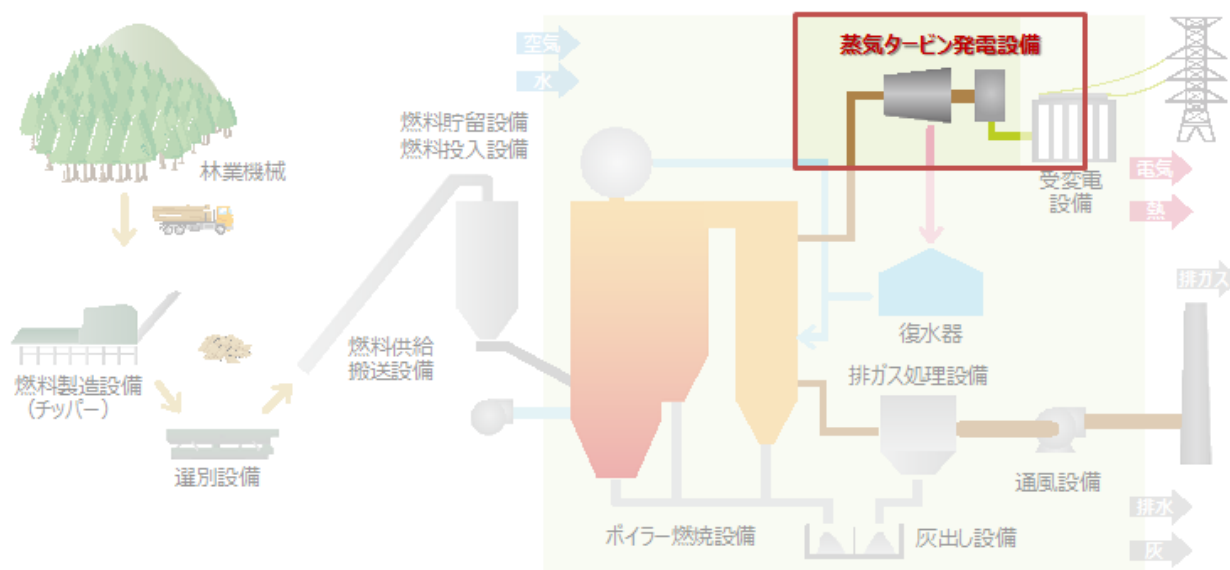 空気
水
蒸気タービン発電設備
燃料貯留設備
燃料投入設備
林業機械
受変電
設備
電気
熱
排ガス
復水器
燃料供給
搬送設備
排ガス処理設備
燃料製造設備
（チッパー）
選別設備
通風設備
ボイラー燃焼設備
灰出し設備
排水
灰